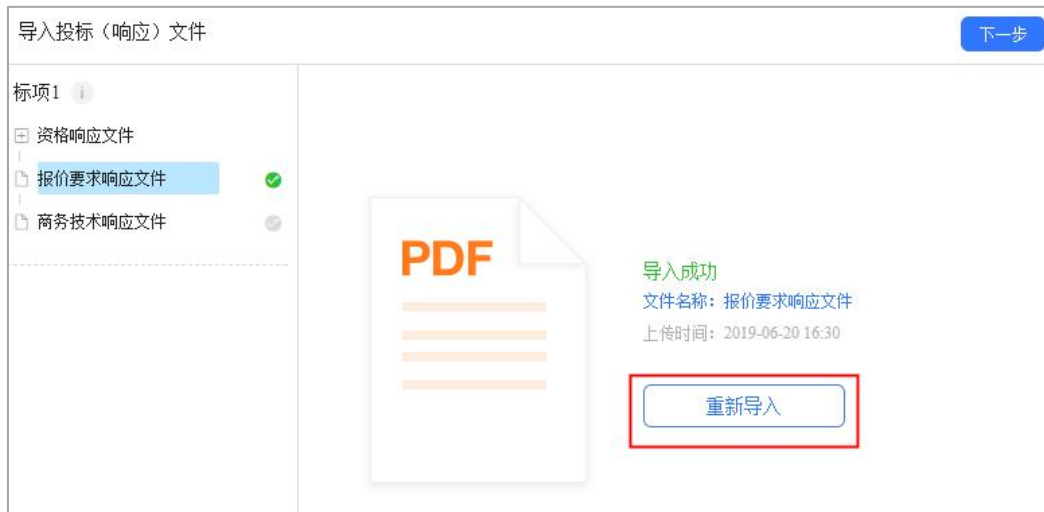 导入投标（响应）文件
下一步
标项1
资格响应文件
报价要求响应文件
商务技术响应文件
PDF
导入成功
文件名称：报价要求响应文件
上传时间：2019-06-20 16:30
重新导入